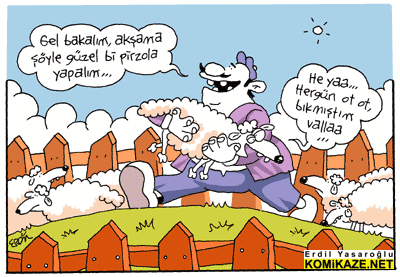 Gel bakalım, akşama
şöyle güzel bi pirzola
yapalım...
He yaa...
Hergün ot ot,
bıkmıştım
vallaa...
Erdil Yaşaroğlu
KOMiKAZE.NET